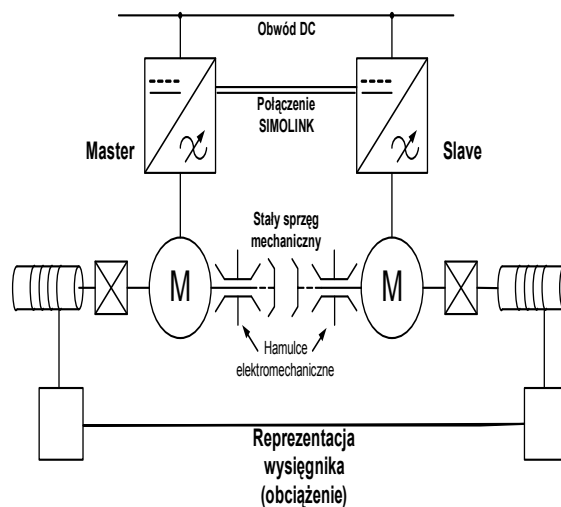 Obwód DC
Połączenie
SIMOLINK
Master
Slave
Stały sprzęg
mechaniczny
M
M
Hamulce
elektromechaniczne
Reprezentacja
wysięgnika
(obciążenie)